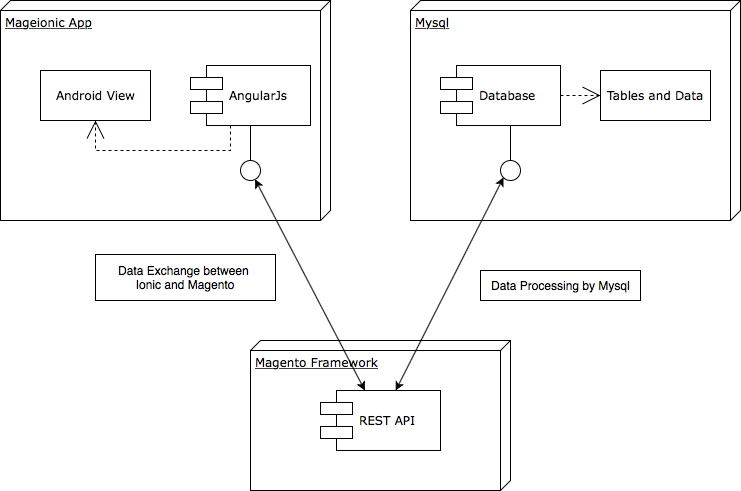 Mageionic App
Mysql
Android View
AngularJs
Database
Tables and Data
Data Exchange between
Ionic and Magento
Data Processing by Mysql
Magento Framework
REST API